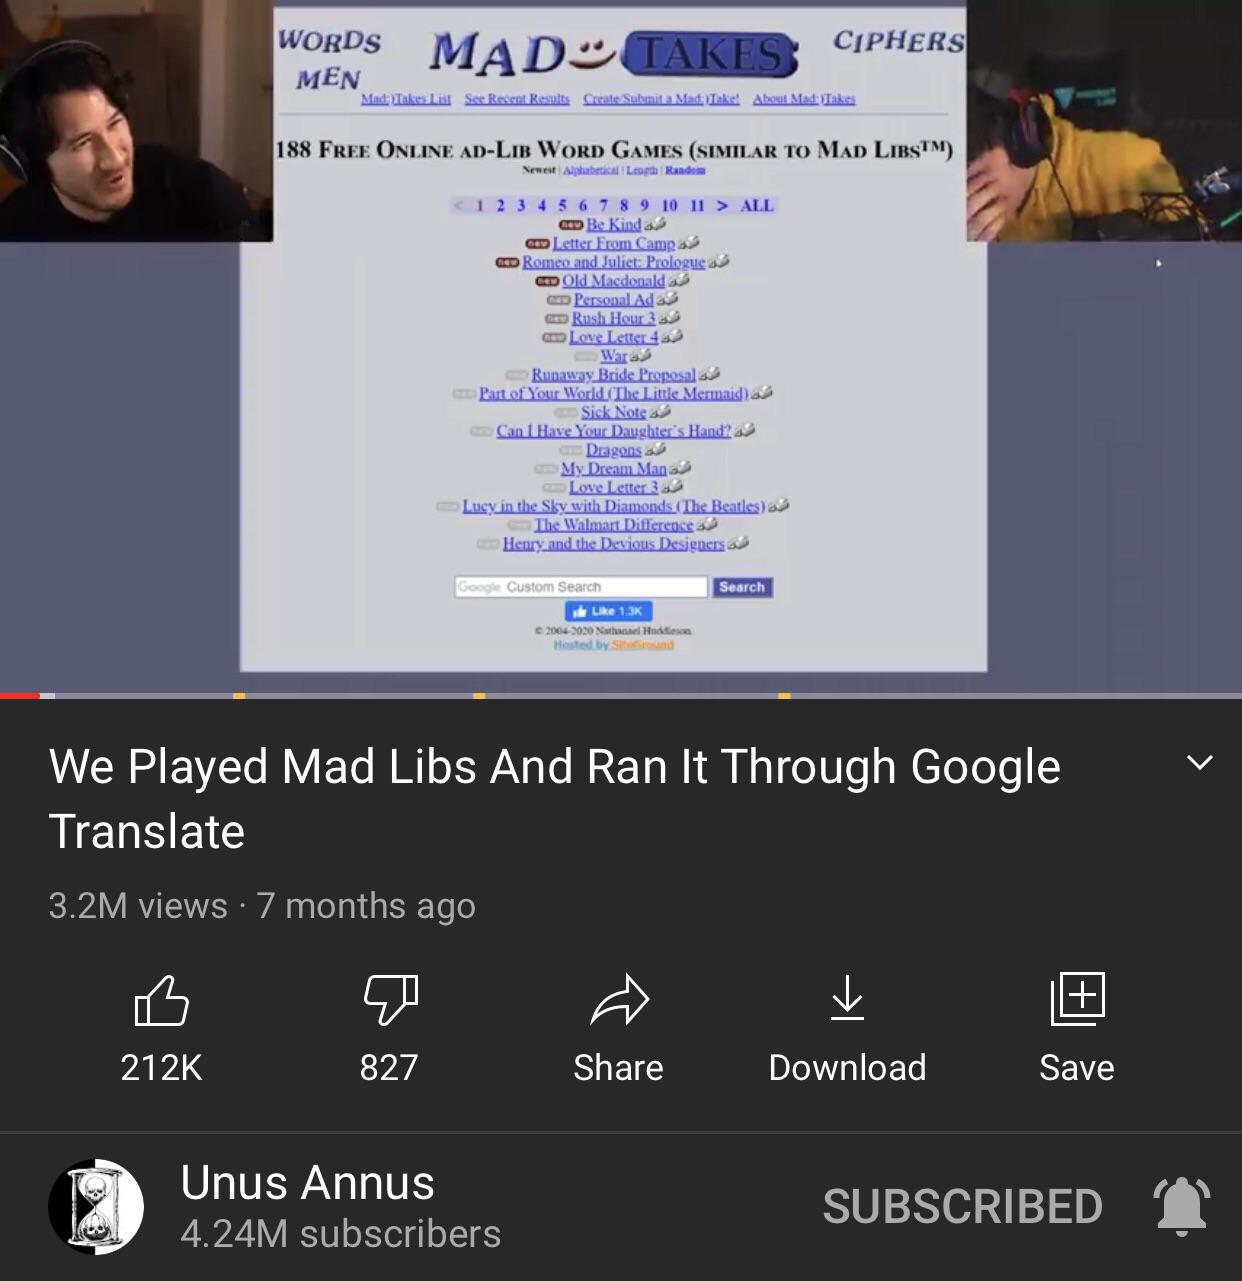 WORDS MEN
MAD:)TAKES
CIPHERS
Mad:)Takes List See Recent Results Create/Submit a Mad:)Take! About Mad:)Takes
188 FREE ONLINE AD-LIB WORD GAMES (SIMILAR TO MAD LIBS™)
Newest | Alphabetical | Length | Random
< 1 2 3 4 5 6 7 8 9 10 11 > ALL
new Be Kind
new Letter From Camp
new Romeo and Juliet: Prologue
new Old Macdonald
new Personal Ad
new Rush Hour 3
new Love Letter 4
War
Runaway Bride Proposal
Part of Your World (The Little Mermaid)
Sick Note
Can I Have Your Daughter's Hand?
Dragons
My Dream Man
Love Letter 3
Lucy in the Sky with Diamonds (The Beatles)
The Walmart Difference
Henry and the Devious Designers
Google Custom Search Search
Like 1.3K
© 2004-2020 Nathanael Huddleson.
Hosted by SiteGround
We Played Mad Libs And Ran It Through Google
Translate
3.2M views · 7 months ago
212K 827 Share Download Save
Unus Annus
4.24M subscribers
SUBSCRIBED